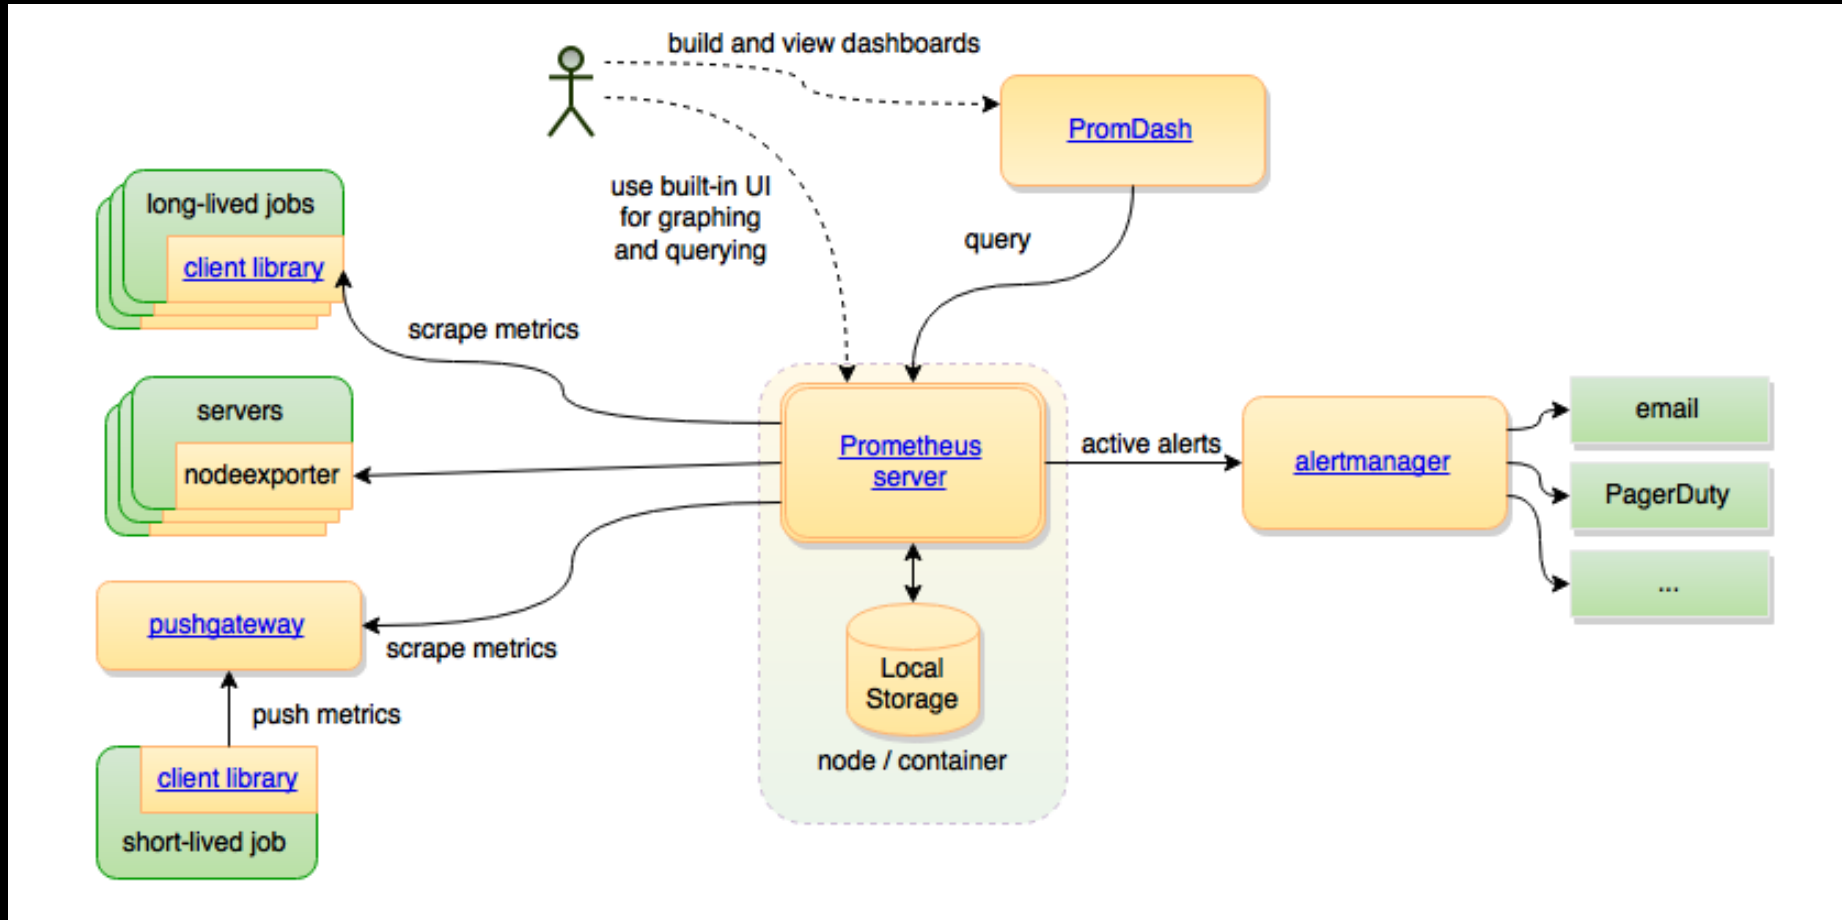 build and view dashboards
PromDash
use built-in UI
for graphing
and querying
query
long-lived jobs
client library
scrape metrics
servers
nodeexporter
Prometheus
server
active alerts
alertmanager
email
PagerDuty
...
pushgateway
scrape metrics
Local
Storage
push metrics
node / container
client library
short-lived job